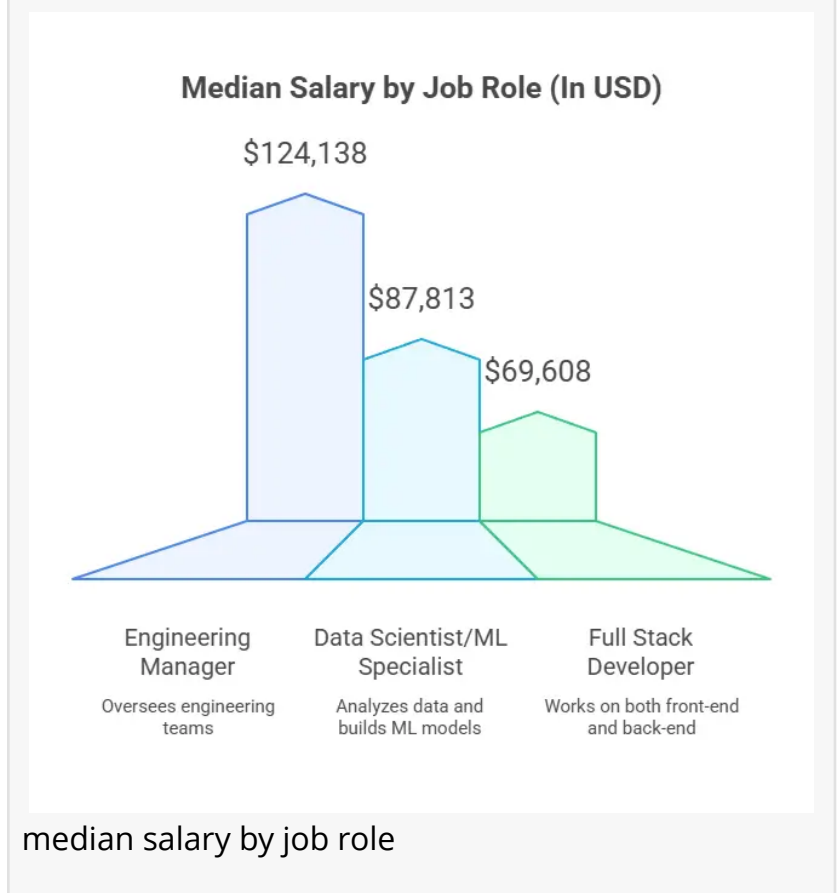 Median Salary by Job Role (In USD)
$124,138
$87,813
$69,608
Engineering
Manager
Oversees engineering
teams
Data Scientist/ML
Specialist
Analyzes data and
builds ML models
Full Stack
Developer
Works on both front-end
and back-end
median salary by job role